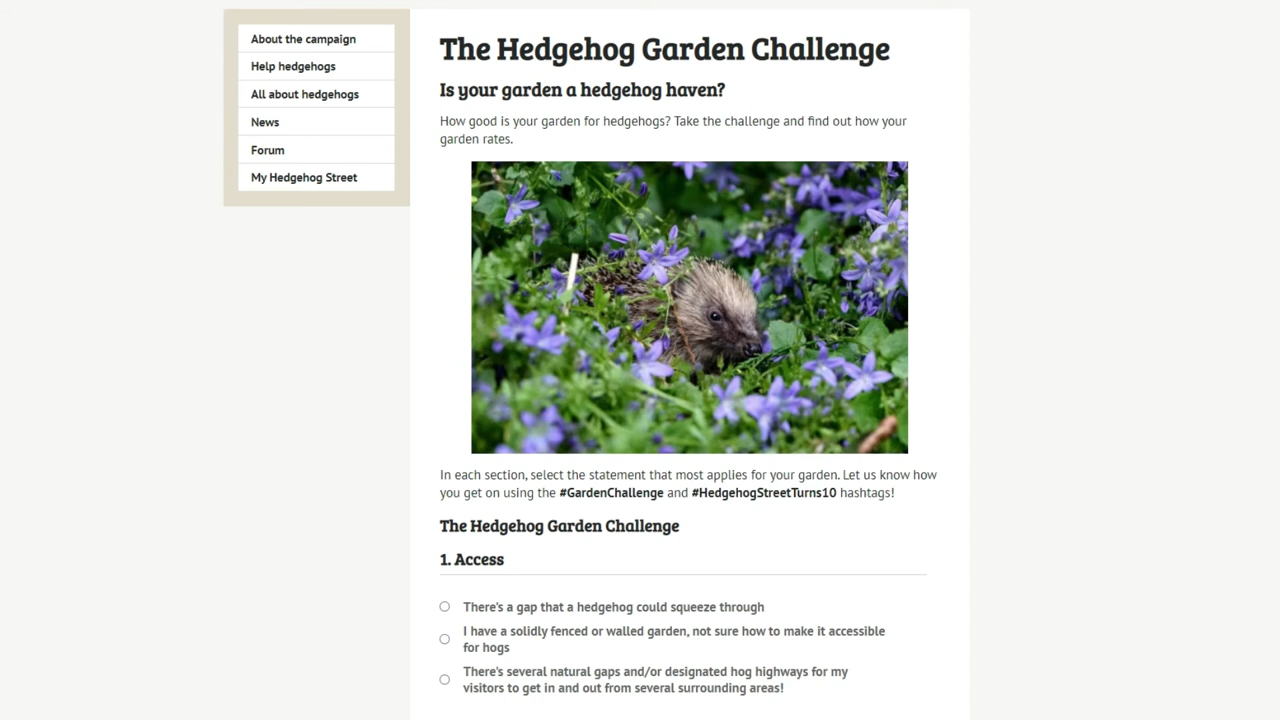 About the campaign
Help hedgehogs
All about hedgehogs
News
Forum
My Hedgehog Street
The Hedgehog Garden Challenge
Is your garden a hedgehog haven?
How good is your garden for hedgehogs? Take the challenge and find out how your
garden rates.
In each section, select the statement that most applies for your garden. Let us know how
you get on using the #GardenChallenge and #HedgehogStreetTurns10 hashtags!
The Hedgehog Garden Challenge
1. Access
There's a gap that a hedgehog could squeeze through
I have a solidly fenced or walled garden, not sure how to make it accessible
for hogs
There's several natural gaps and/or designated hog highways for my
visitors to get in and out from several surrounding areas!